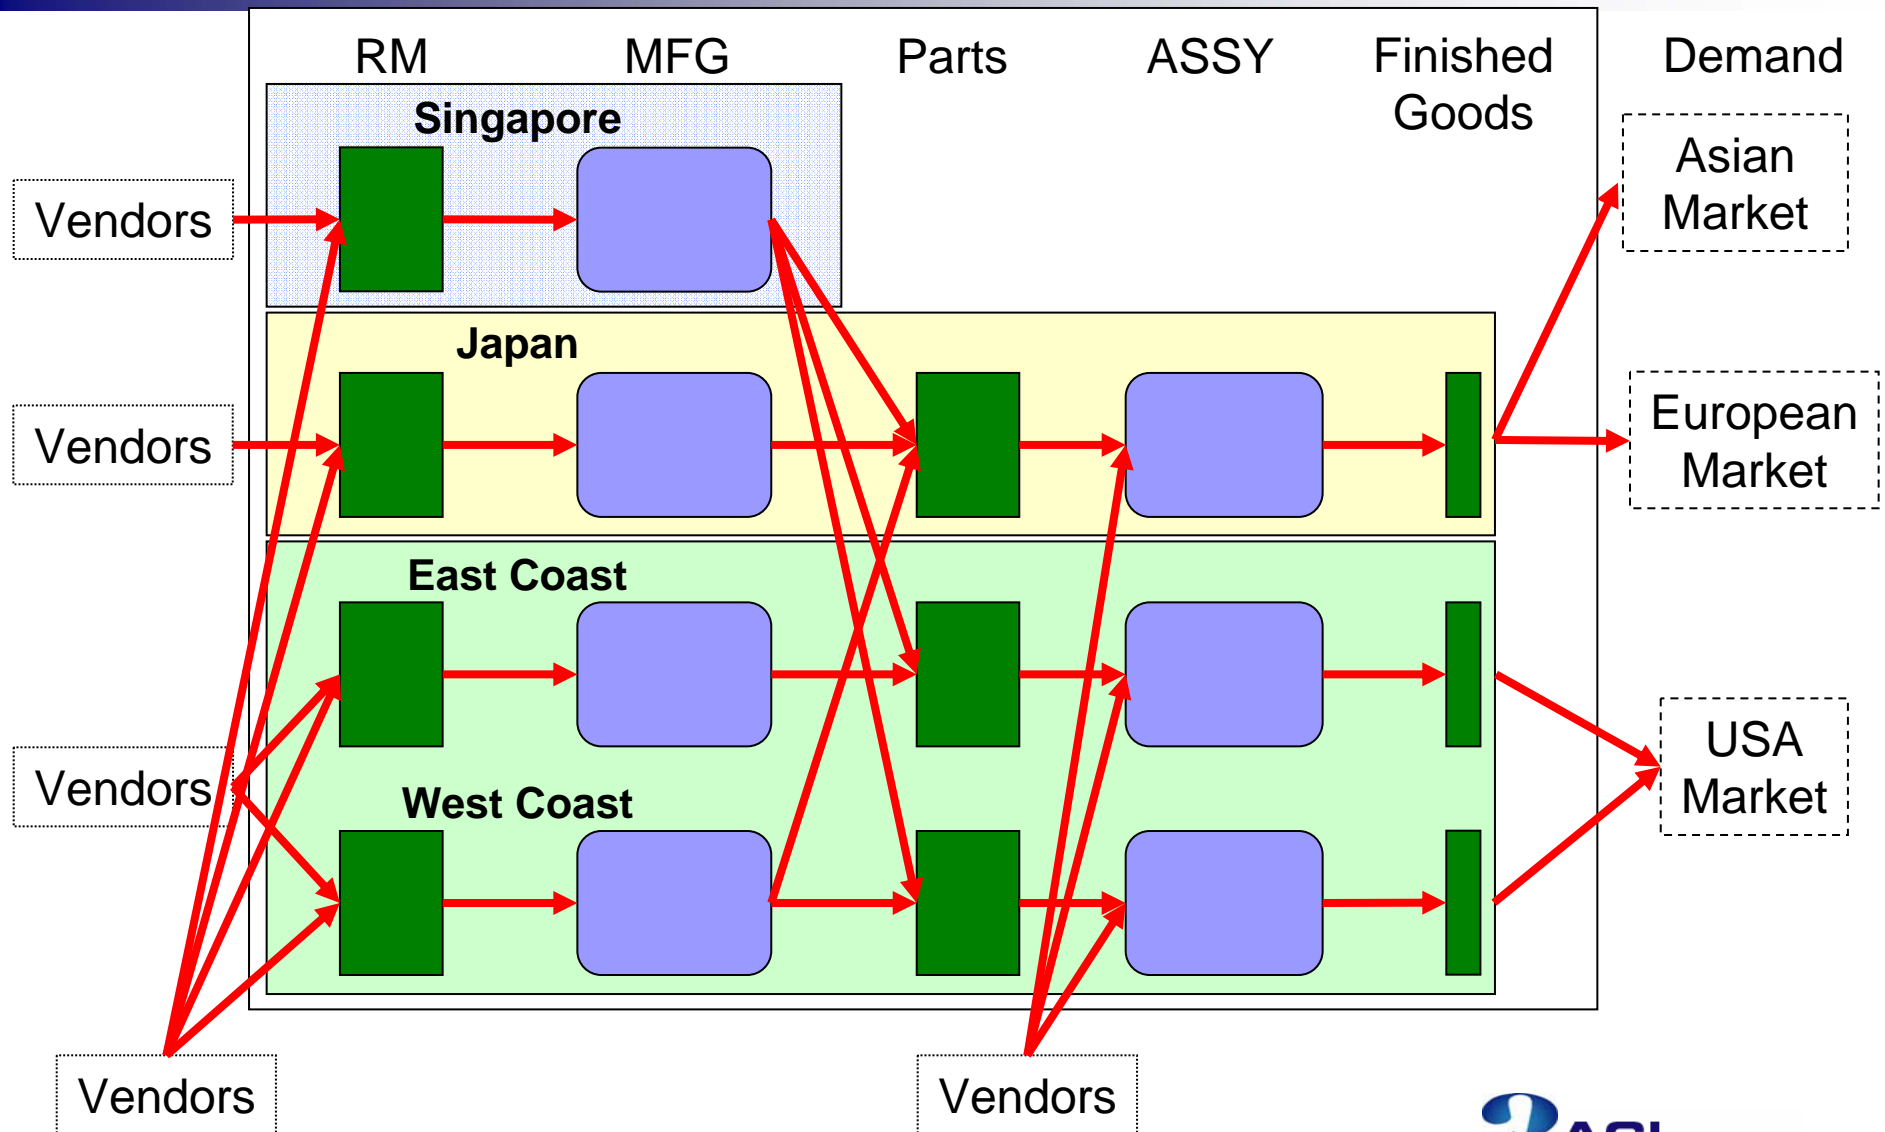 RM MFG Parts ASSY Finished Goods Demand
Singapore
Asian
Market
Vendors
Japan
European
Market
Vendors
East Coast
USA
Market
Vendors
West Coast
Vendors
Vendors